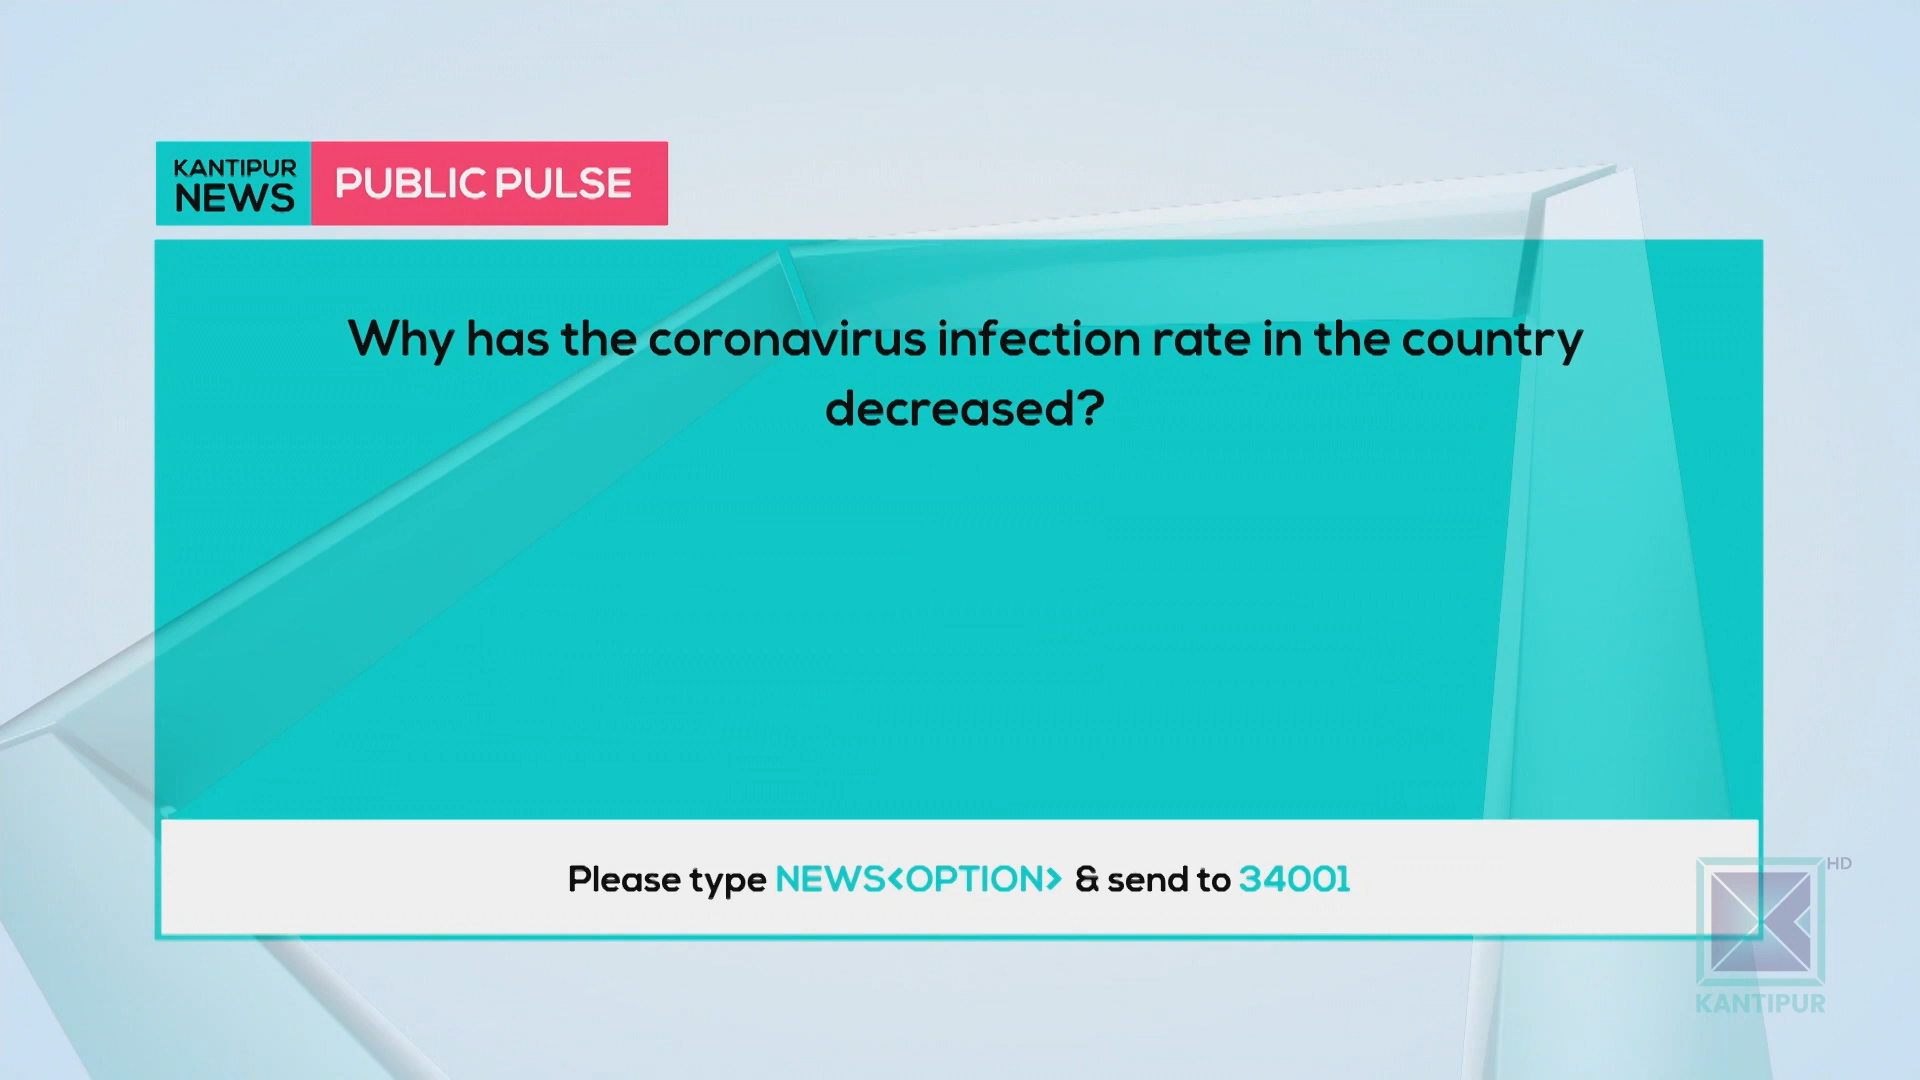 KANTIPUR
NEWS
PUBLIC PULSE
Why has the coronavirus infection rate in the country
decreased?
Please type NEWS<OPTION> & send to 34001
HD
KANTIPUR